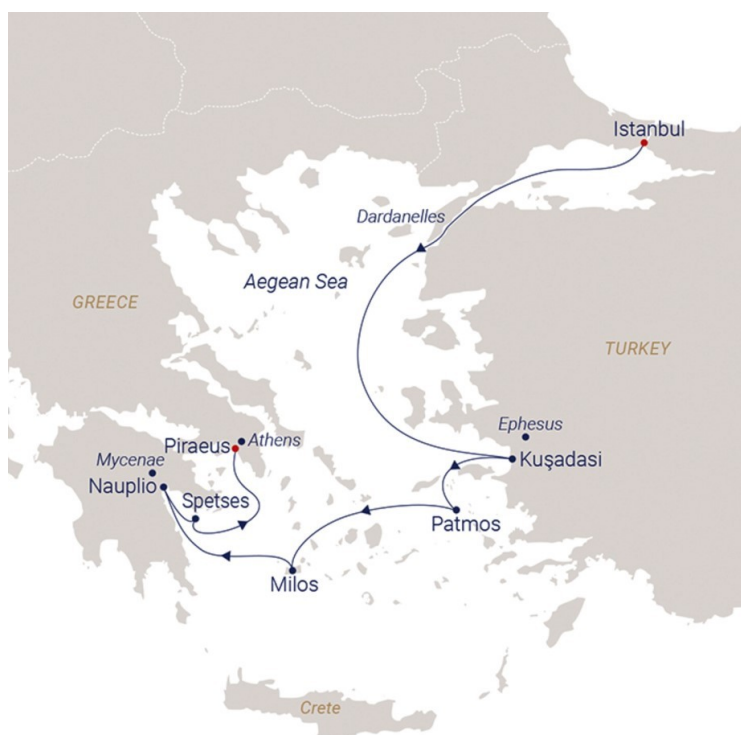 Istanbul
Dardanelles
Aegean Sea
GREECE
TURKEY
Ephesus
Athens
Piraeus
Kuşadasi
Mycenae
Nauplio
Spetses
Patmos
Milos
Crete